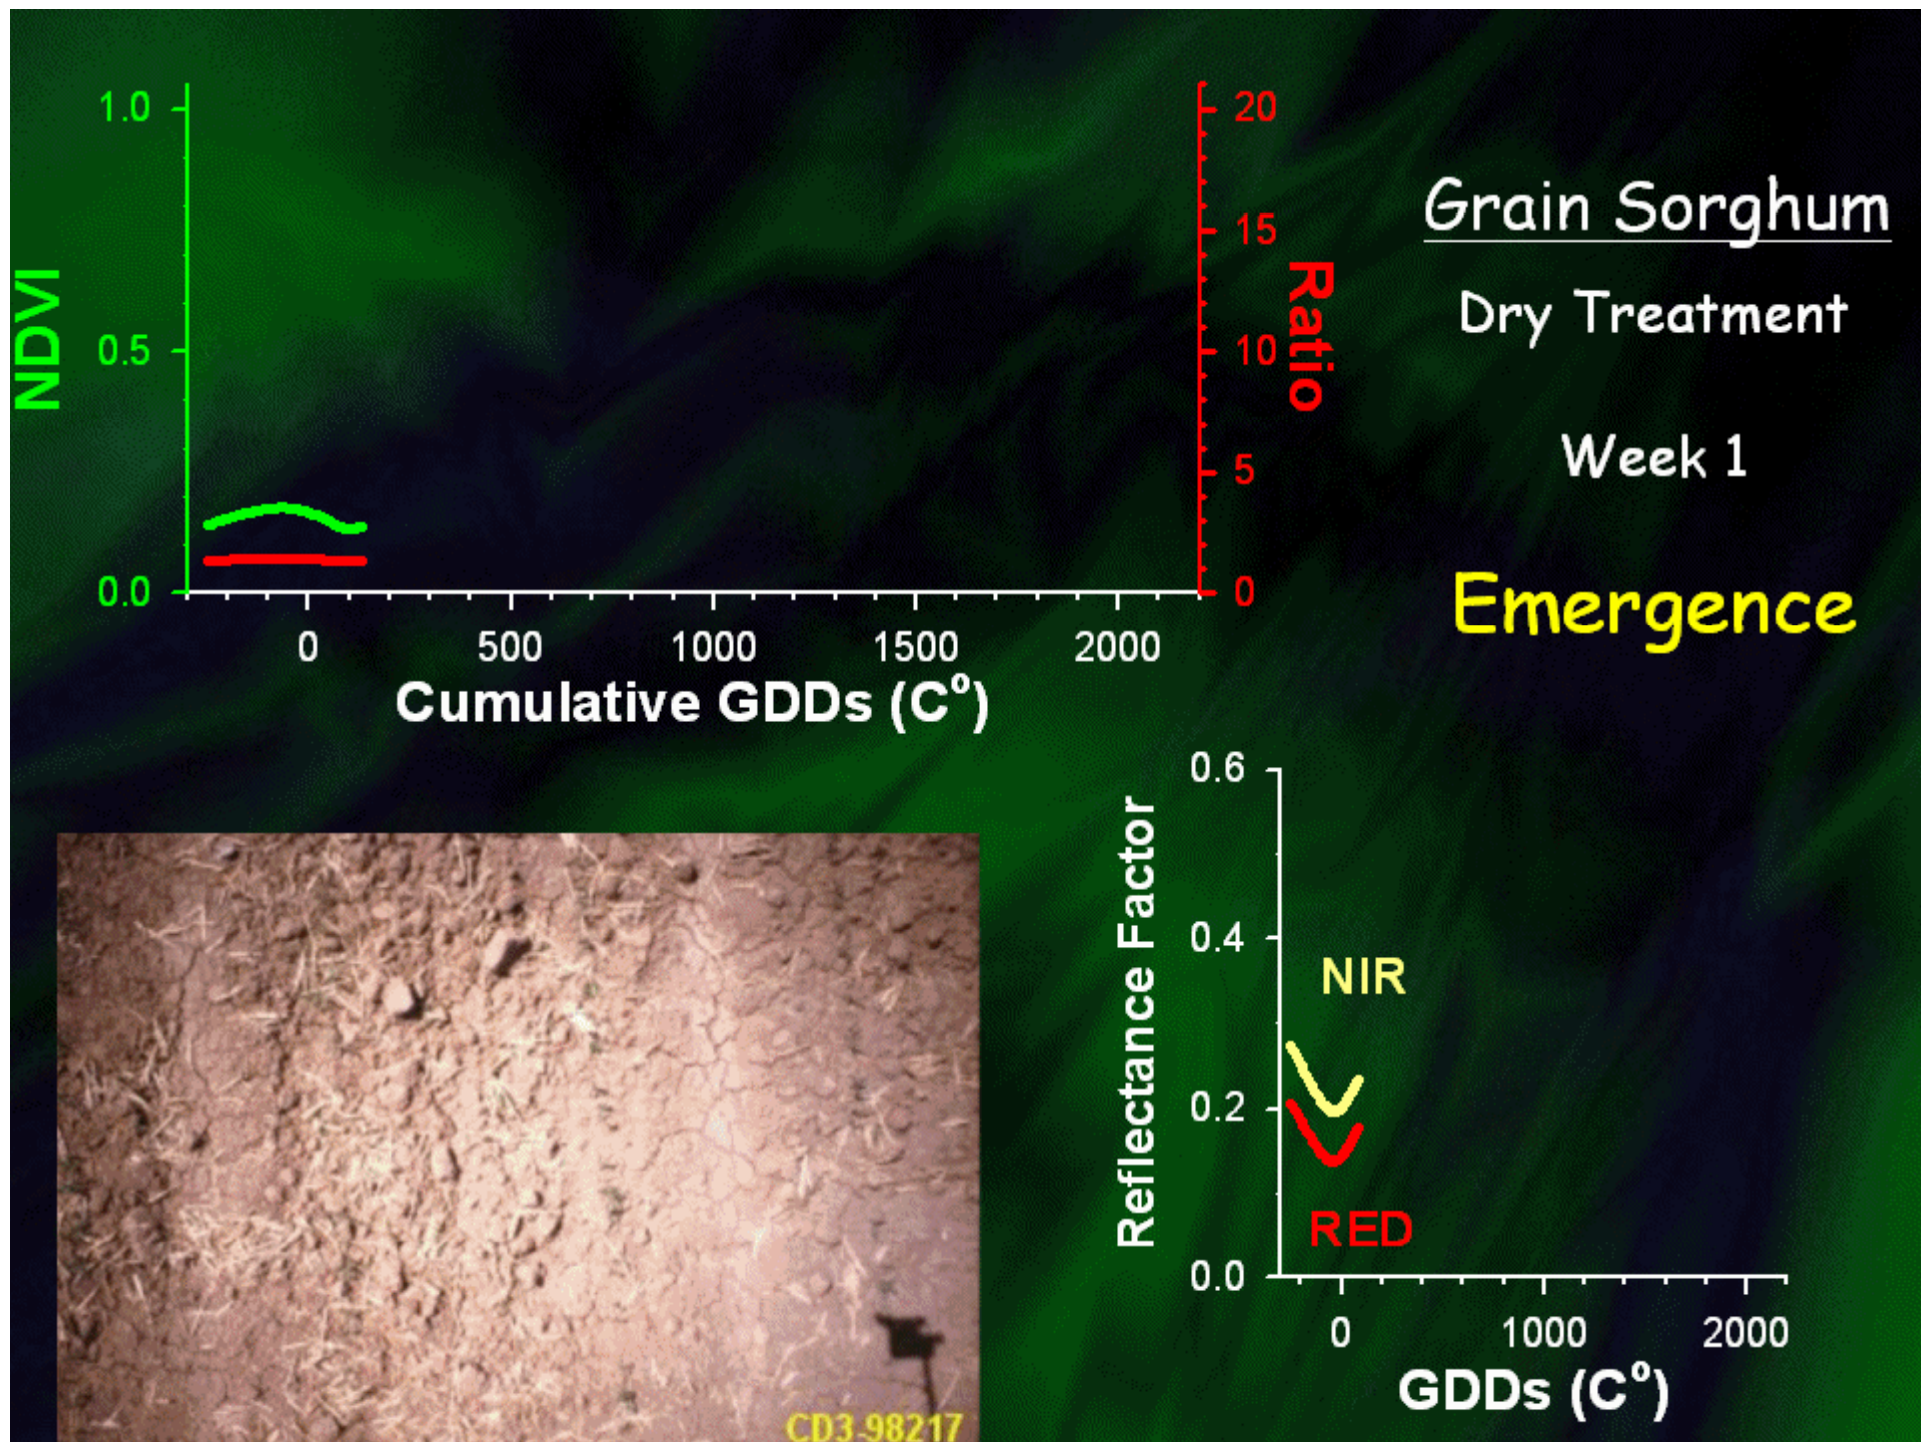 1.0
0.5
0.0
NDVI
20
15
10
5
0
Ratio
0 500 1000 1500 2000
Cumulative GDDs (Cº)
Grain Sorghum
Dry Treatment
Week 1
Emergence
CD3-98217
0.6
0.4
0.2
0.0
Reflectance Factor
NIR
RED
0 1000 2000
GDDs (Cº)